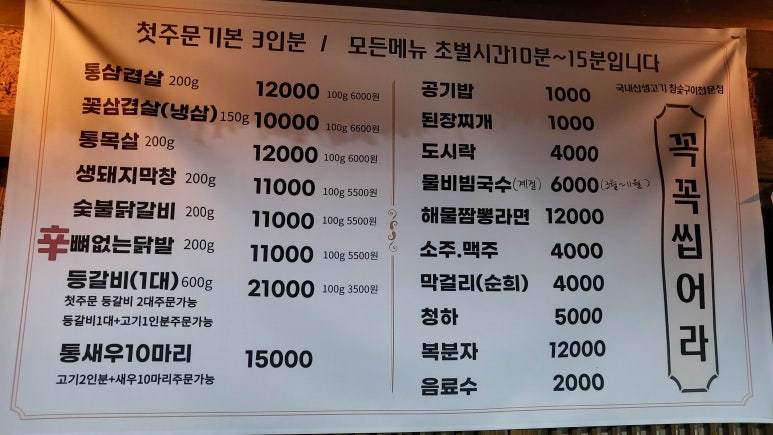 첫주문기본 3인분 / 모든메뉴 초벌시간10분~15분입니다
통삼겹살 200g 12000 100g 6000원
꽃삼겹살(냉삼) 150g 10000 100g 6600원
통목살 200g 12000 100g 6000원
생돼지막창 200g 11000 100g 5500원
숯불닭갈비 200g 11000 100g 5500원
辛뼈없는닭발 200g 11000 100g 5500원
등갈비(1대) 600g 21000 100g 3500원
첫주문 등갈비 2대주문가능
등갈비1대+고기1인분주문가능
통새우10마리 15000
고기2인분+새우10마리주문가능
공기밥 1000
된장찌개 1000
도시락 4000
물비빔국수(계절) 6000(3월~11월)
해물짬뽕라면 12000
소주.맥주 4000
막걸리(순희) 4000
청하 5000
복분자 12000
음료수 2000
국내산생고기 참숯구이전문점
꼭꼭씹어라